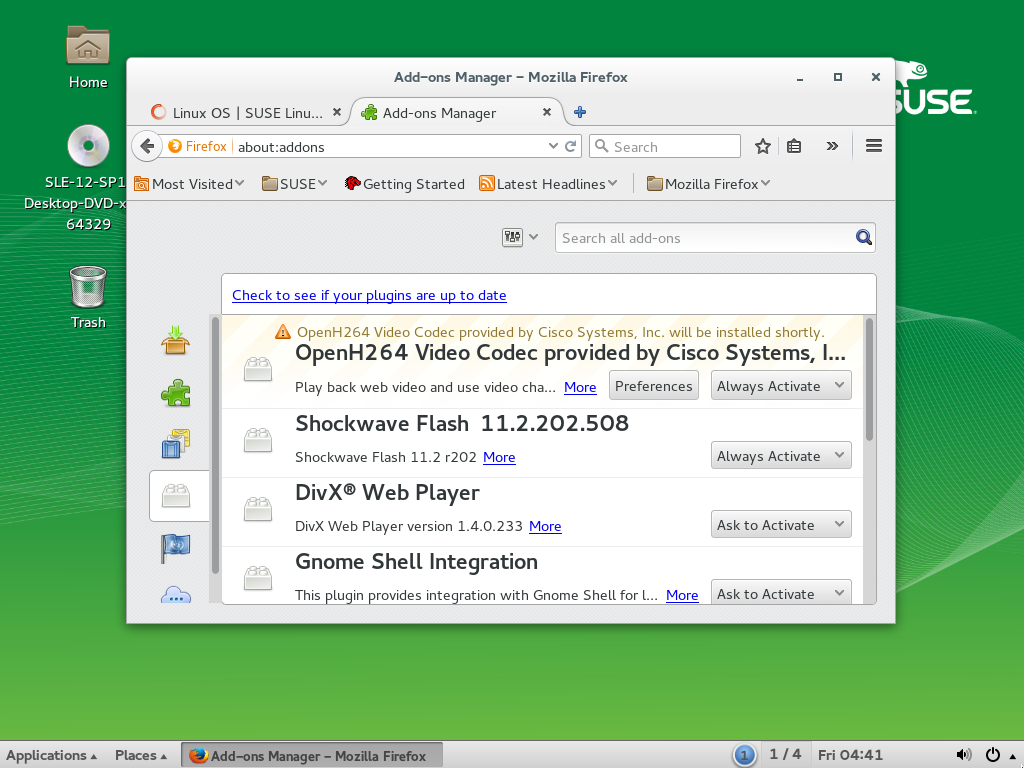 Home
SUSE
SLE-12-SP1
Desktop-DVD-x
64329
Trash
Add-ons Manager - Mozilla Firefox
Linux OS | SUSE Linu...
Add-ons Manager
Firefox
about:addons
Search
Most Visited
SUSE
Getting Started
Latest Headlines
Mozilla Firefox
Search all add-ons
Check to see if your plugins are up to date
OpenH264 Video Codec provided by Cisco Systems, Inc. will be installed shortly.
OpenH264 Video Codec provided by Cisco Systems, I...
Play back web video and use video cha... More
Preferences
Always Activate
Shockwave Flash 11.2.202.508
Shockwave Flash 11.2 r202 More
Always Activate
DivX® Web Player
DivX Web Player version 1.4.0.233 More
Ask to Activate
Gnome Shell Integration
This plugin provides integration with Gnome Shell for l... More
Ask to Activate
Applications
Places
Add-ons Manager - Mozilla Firefox
1
1 / 4
Fri 04:41